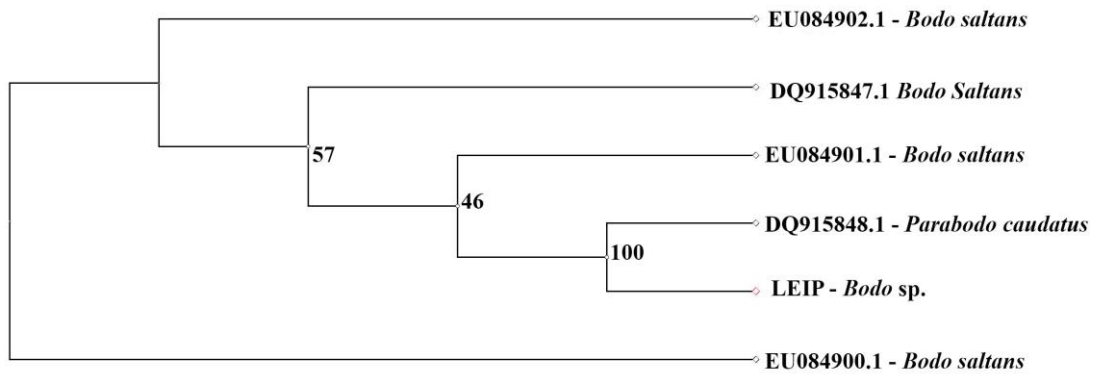 EU084902.1 - Bodo saltans
DQ915847.1 Bodo Saltans
57
EU084901.1 - Bodo saltans
46
DQ915848.1 - Parabodo caudatus
100
LEIP - Bodo sp.
EU084900.1 - Bodo saltans